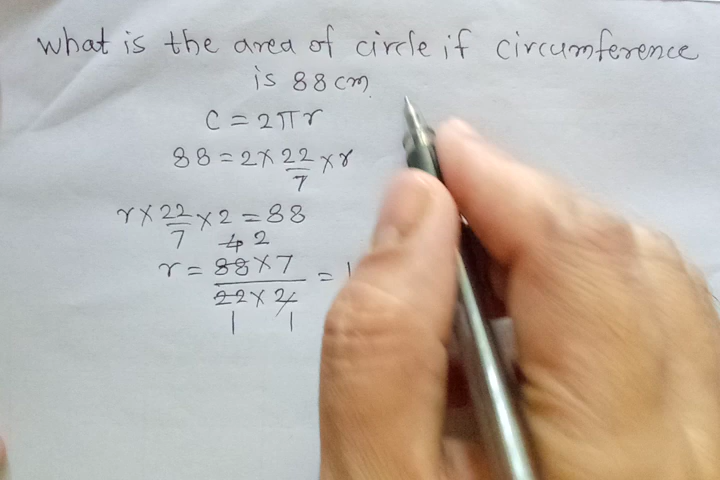 What is the area of circle if circumference
is 88 cm
C = 2πr
88 = 2 × 22/7 × r
r × 22/7 × 2 = 88
4 2
r = 88 × 7 / 22 × 2 = 1
1 1